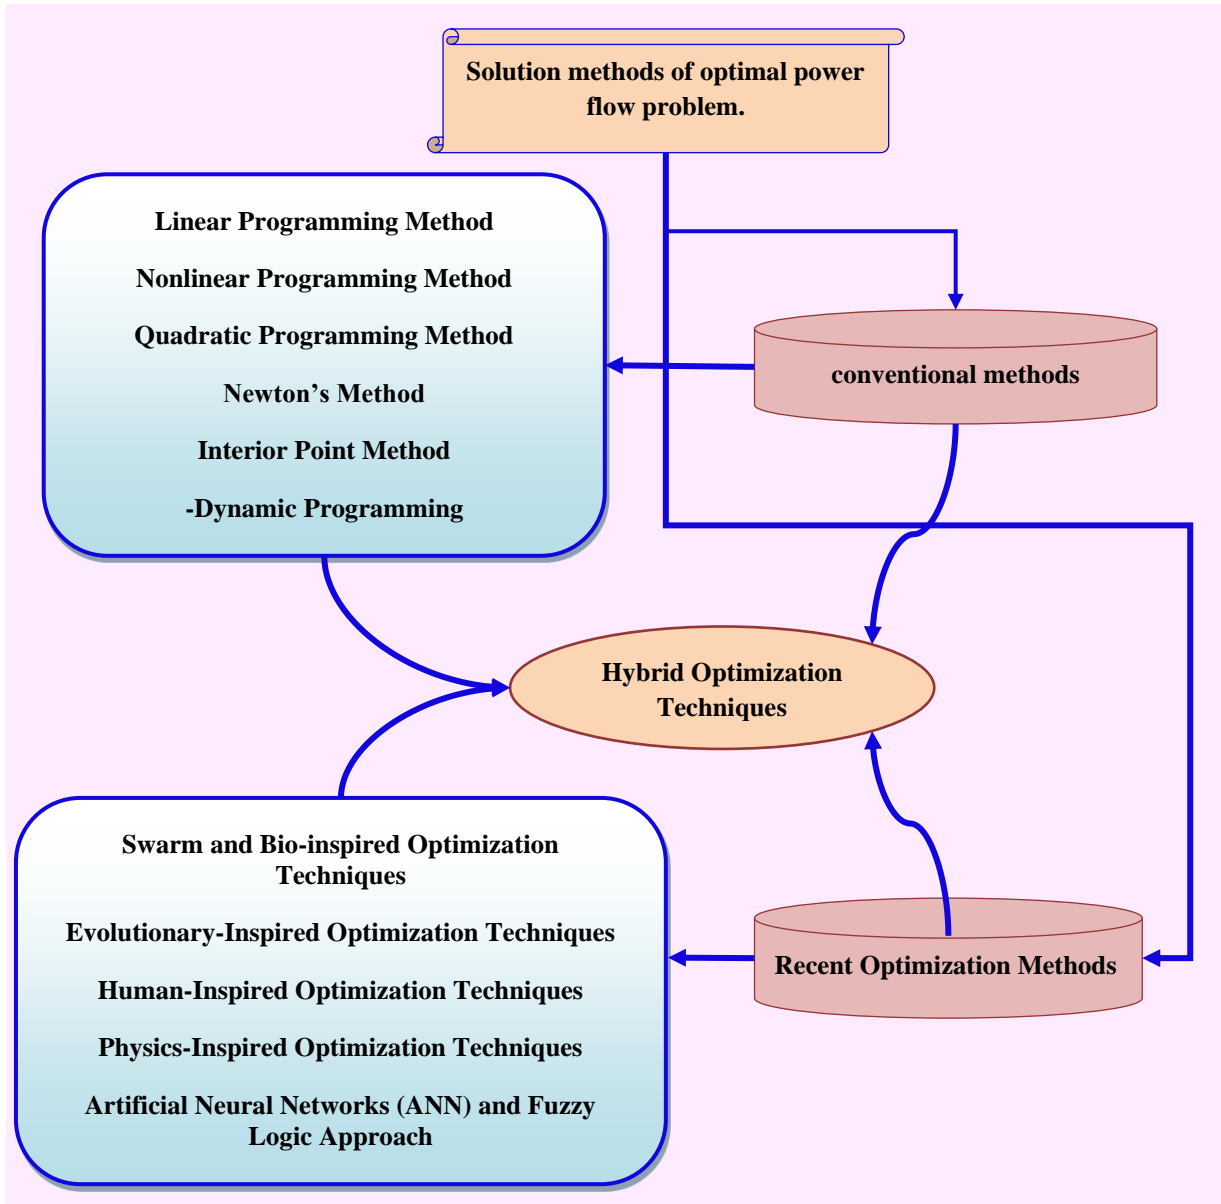 Solution methods of optimal power
flow problem.
Linear Programming Method
Nonlinear Programming Method
Quadratic Programming Method
Newton’s Method
Interior Point Method
-Dynamic Programming
conventional methods
Hybrid Optimization
Techniques
Swarm and Bio-inspired Optimization
Techniques
Evolutionary-Inspired Optimization Techniques
Human-Inspired Optimization Techniques
Physics-Inspired Optimization Techniques
Artificial Neural Networks (ANN) and Fuzzy
Logic Approach
Recent Optimization Methods